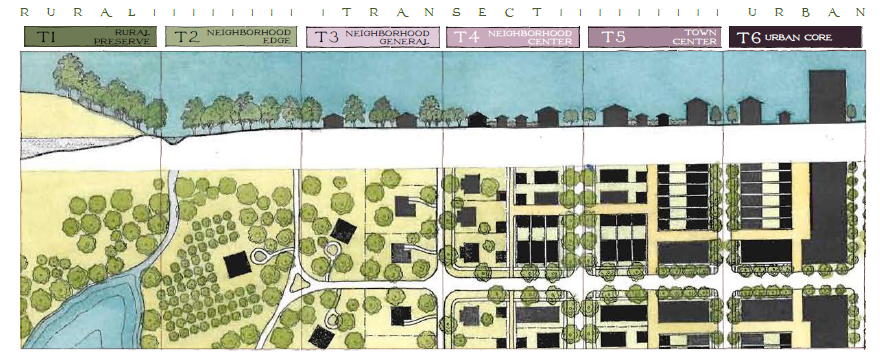 RURAL | | | | | | | | | | TRANSECT | | | | | | | | | URBAN
T1 RURAL
PRESERVE
T2 NEIGHBORHOOD
EDGE
T3 NEIGHBORHOOD
GENERAL
T4 NEIGHBORHOOD
CENTER
T5 TOWN
CENTER
T6 URBAN CORE